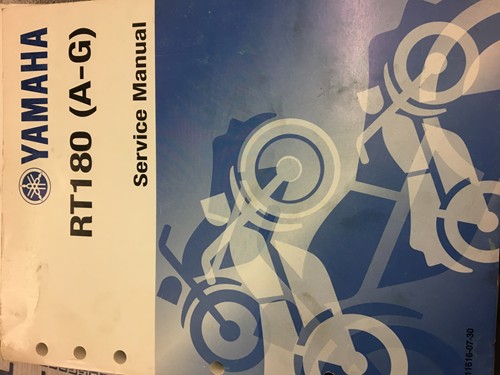 YAMAHA
RT180 (A-G)
Service Manual